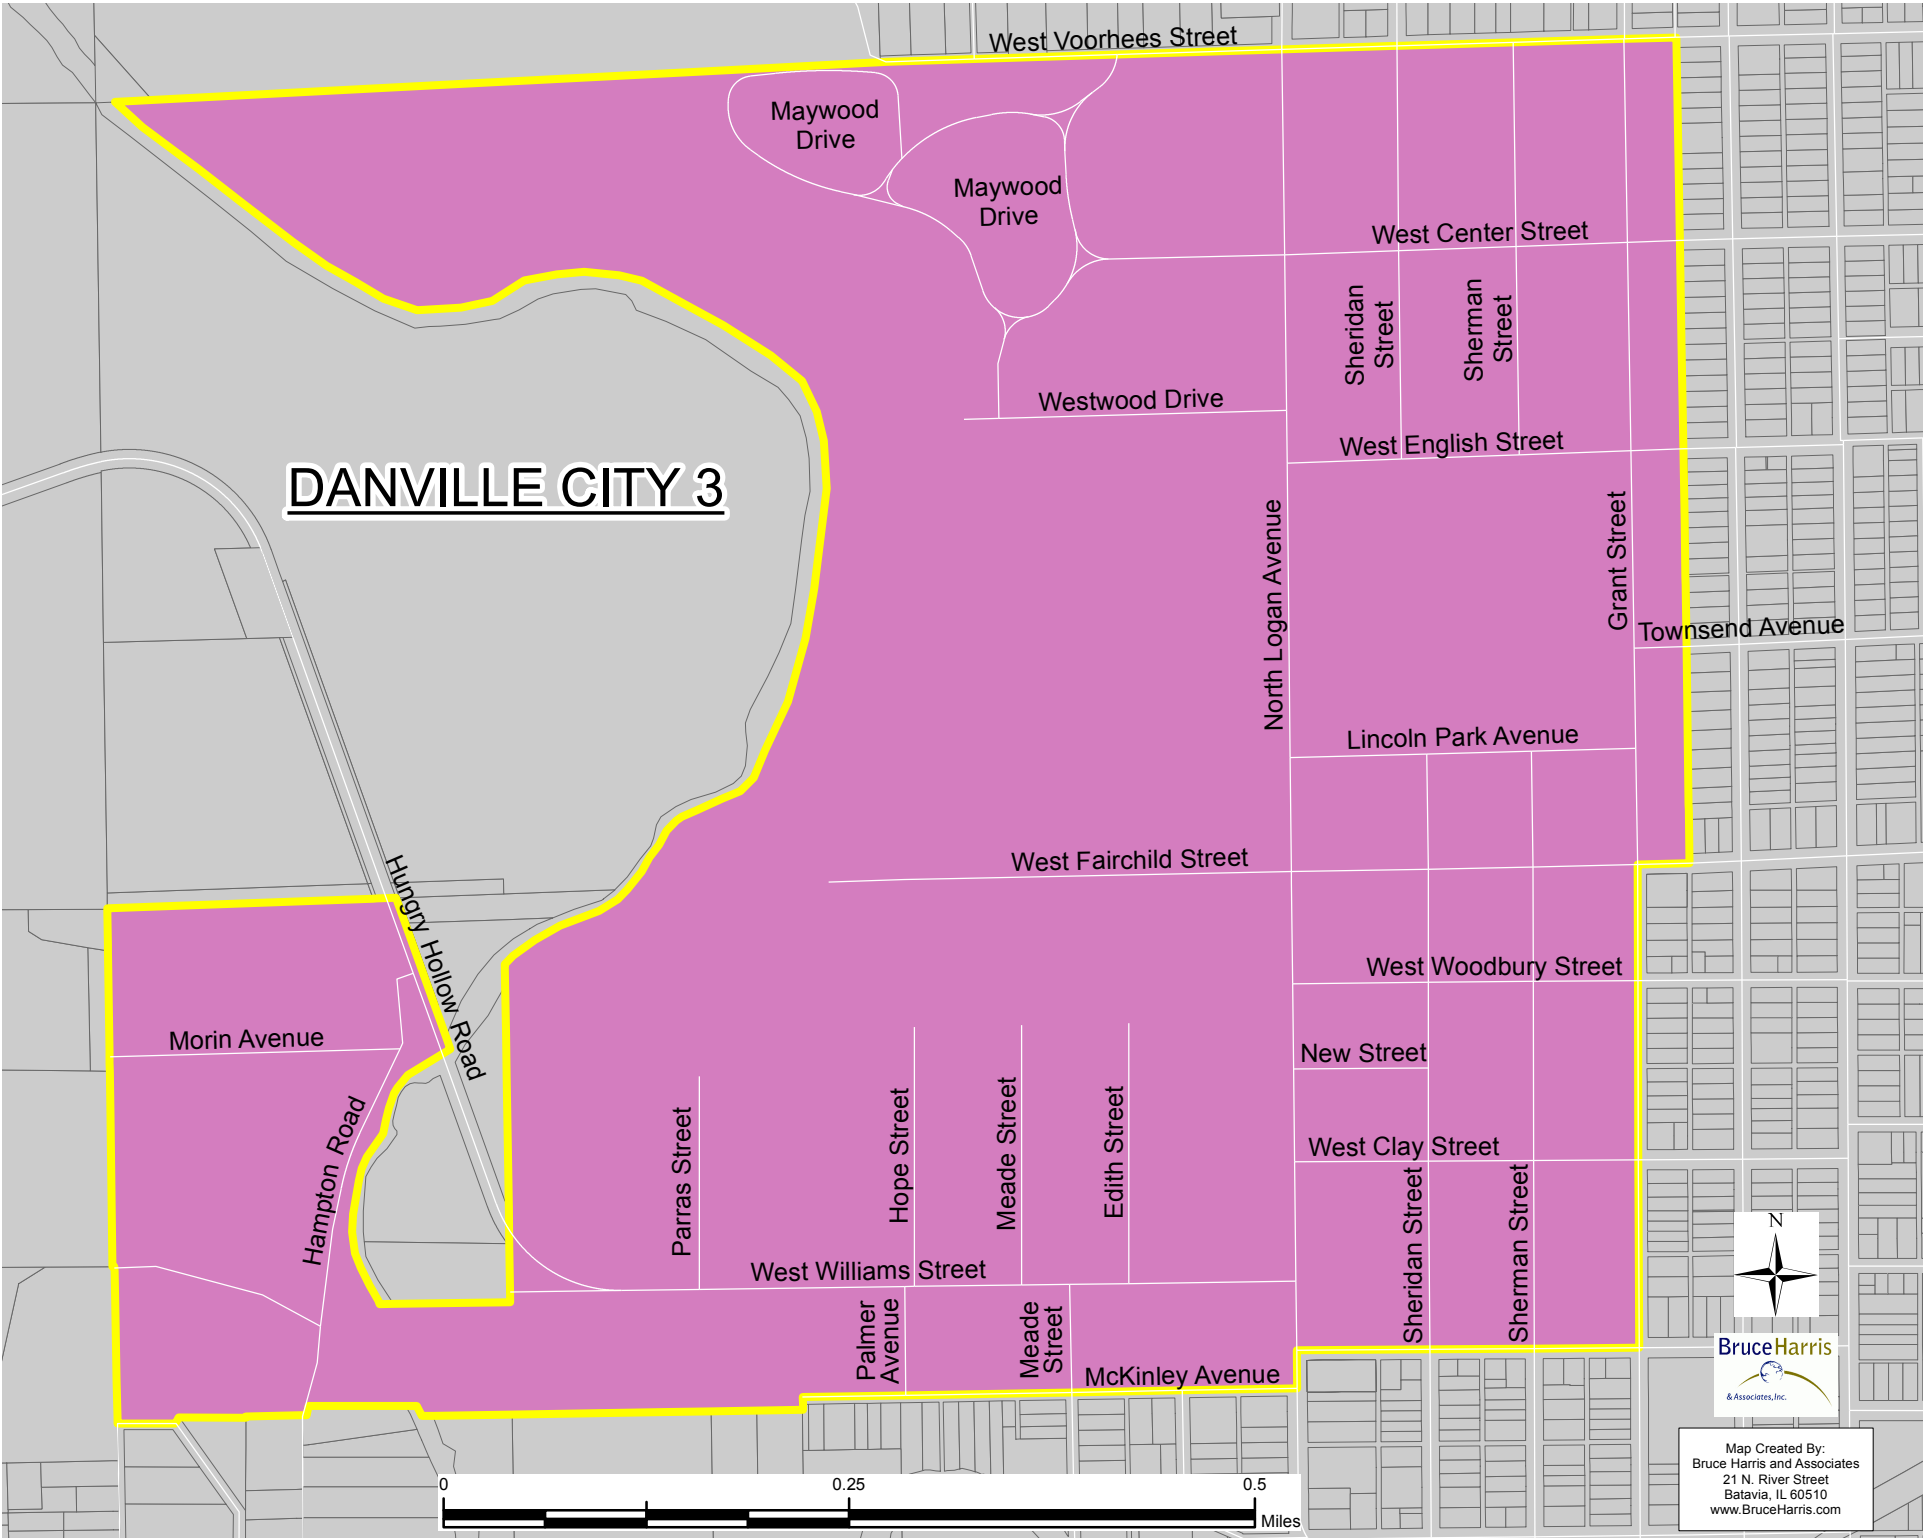 West Voorhees Street
Maywood
Drive
Maywood
Drive
West Center Street
Sheridan
Street
Sherman
Street
Westwood Drive
West English Street
DANVILLE CITY 3
North Logan Avenue
Grant Street
Townsend Avenue
Lincoln Park Avenue
West Fairchild Street
Hungry Hollow Road
West Woodbury Street
Morin Avenue
New Street
Hampton Road
Parras Street
Hope Street
Meade Street
Edith Street
West Clay Street
Sheridan Street
Sherman Street
West Williams Street
Palmer
Avenue
Meade
Street
McKinley Avenue
N
BruceHarris
& Associates, Inc.
Map Created By:
Bruce Harris and Associates
21 N. River Street
Batavia, IL 60510
www.BruceHarris.com
0
0.25
0.5
Miles